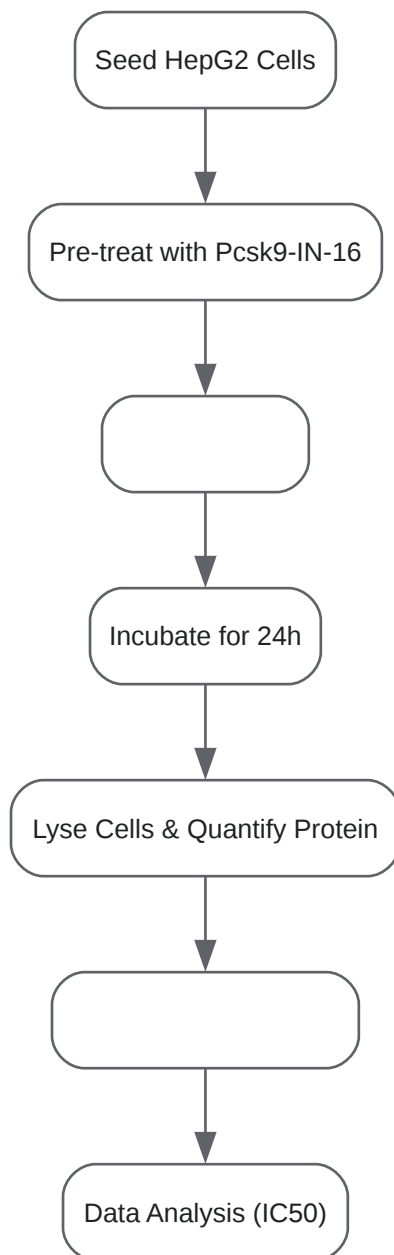 Seed HepG2 Cells
Pre-treat with Pcsk9-IN-16
Incubate for 24h
Lyse Cells & Quantify Protein
Data Analysis (IC50)